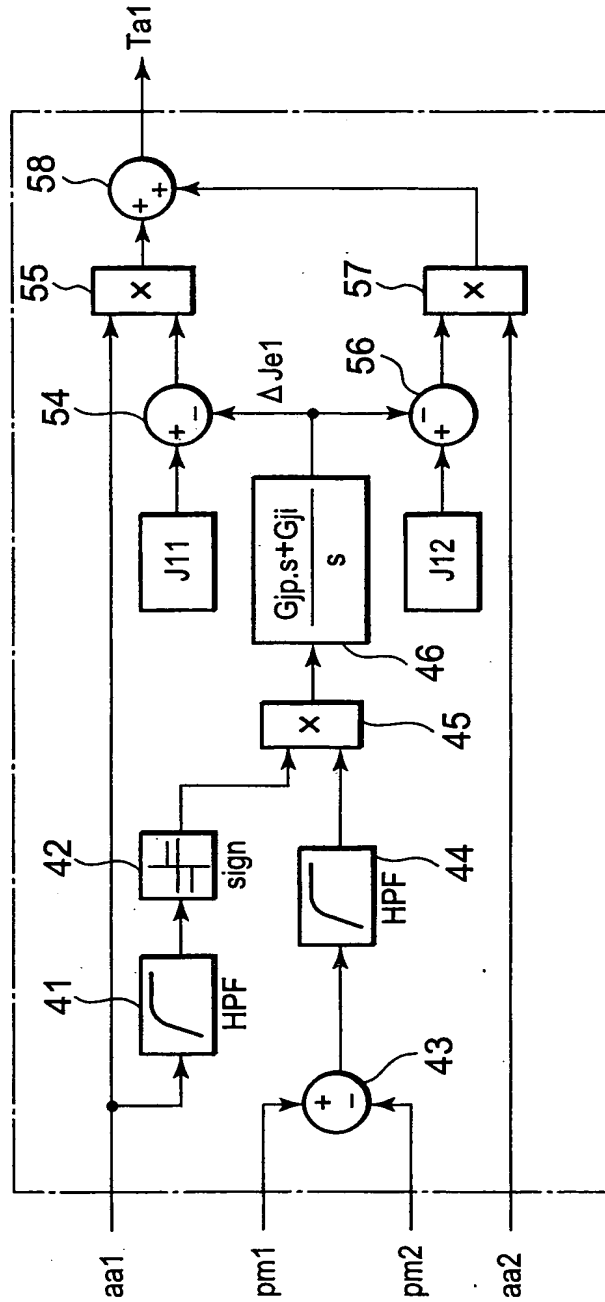 aa1
pm1
pm2
aa2
41
HPF
42
sign
43
44
HPF
×
45
Gjp.s+Gji
s
46
J11
J12
ΔJe1
54
+
−
56
−
+
55
×
57
×
58
+
+
Ta1
+
−